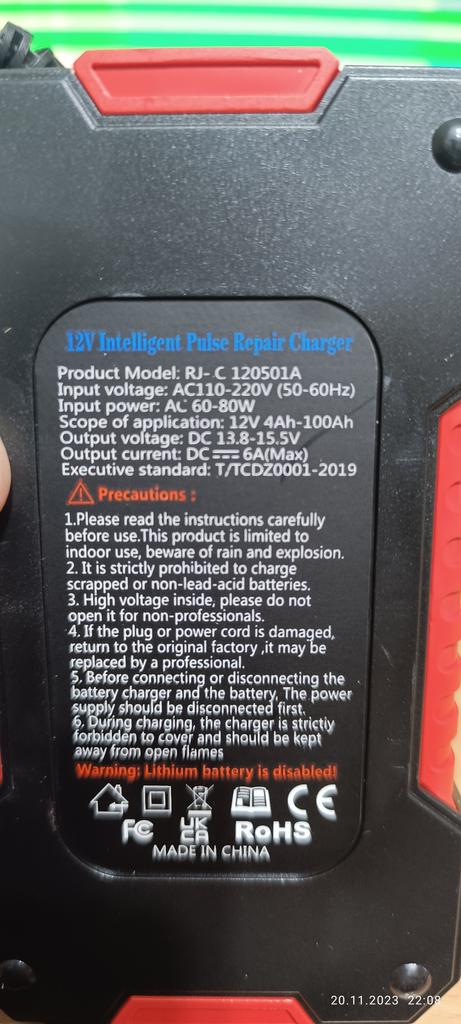 12V Intelligent Pulse Repair Charger
Product Model: RJ- C 120501A
Input voltage: AC110-220V (50-60Hz)
Input power: AC 60-80W
Scope of application: 12V 4Ah-100Ah
Output voltage: DC 13.8-15.5V
Output current: DC ⎓ 6A(Max)
Executive standard: T/TCDZ0001-2019
Precautions :
1.Please read the instructions carefully
before use.This product is limited to
indoor use, beware of rain and explosion.
2. It is strictly prohibited to charge
scrapped or non-lead-acid batteries.
3. High voltage inside, please do not
open it for non-professionals.
4. If the plug or power cord is damaged,
return to the original factory ,it may be
replaced by a professional.
5. Before connecting or disconnecting the
battery charger and the battery, The power
supply should be disconnected first.
6. During charging, the charger is strictly
forbidden to cover and should be kept
away from open flames
Warning: Lithium battery is disabled!
CE
FC UK CA RoHS
MADE IN CHINA
20.11.2023 22:08